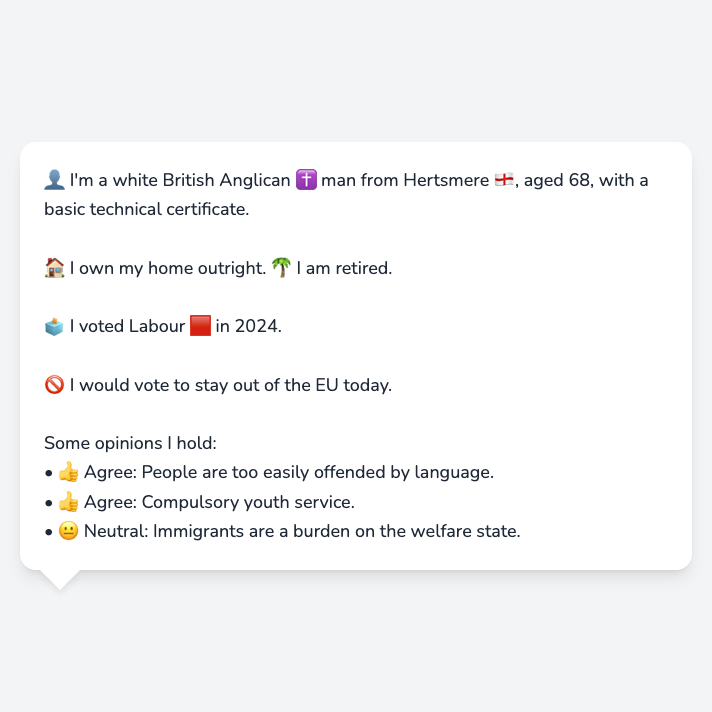 👤 I'm a white British Anglican ✝️ man from Hertsmere 🏴󠁧󠁢󠁥󠁮󠁧󠁿, aged 68, with a
basic technical certificate.
🏠 I own my home outright. 🌴 I am retired.
🗳️ I voted Labour 🟥 in 2024.
🚫 I would vote to stay out of the EU today.
Some opinions I hold:
• 👍 Agree: People are too easily offended by language.
• 👍 Agree: Compulsory youth service.
• 😐 Neutral: Immigrants are a burden on the welfare state.